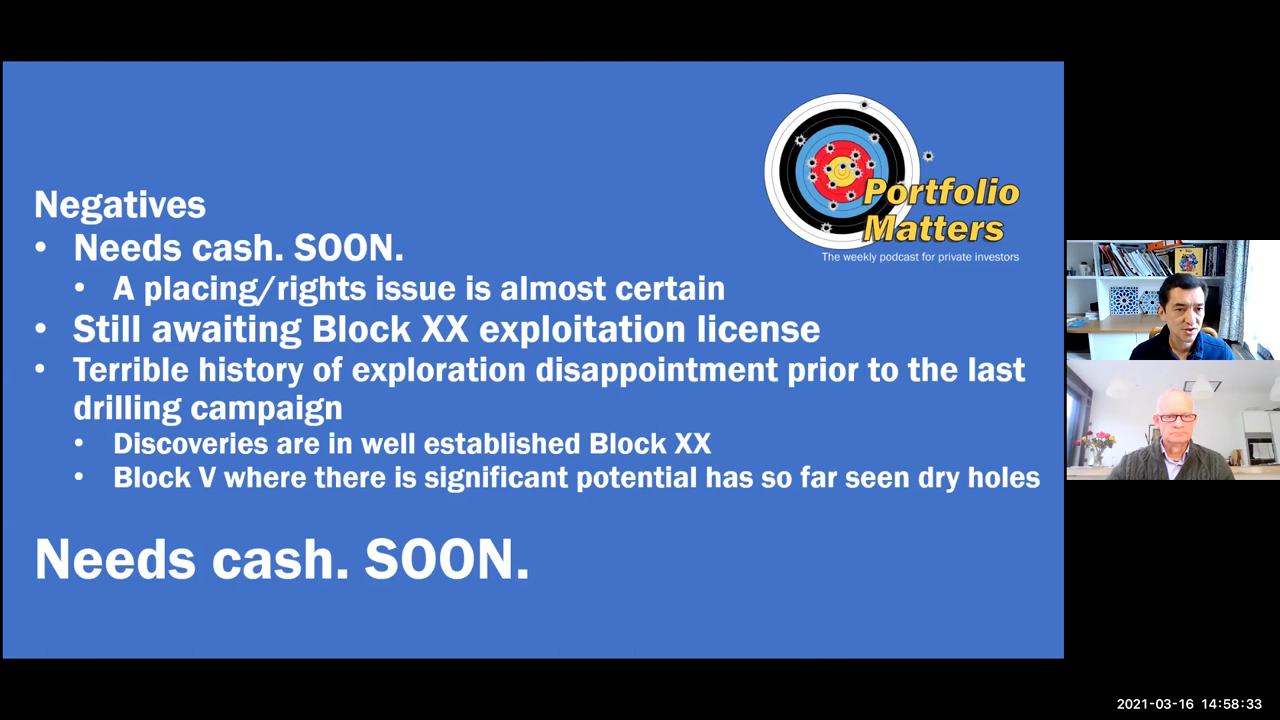 Portfolio
Matters
The weekly podcast for private investors
Negatives
• Needs cash. SOON.
• A placing/rights issue is almost certain
• Still awaiting Block XX exploitation license
• Terrible history of exploration disappointment prior to the last
drilling campaign
• Discoveries are in well established Block XX
• Block V where there is significant potential has so far seen dry holes
Needs cash. SOON.
2021-03-16 14:58:33